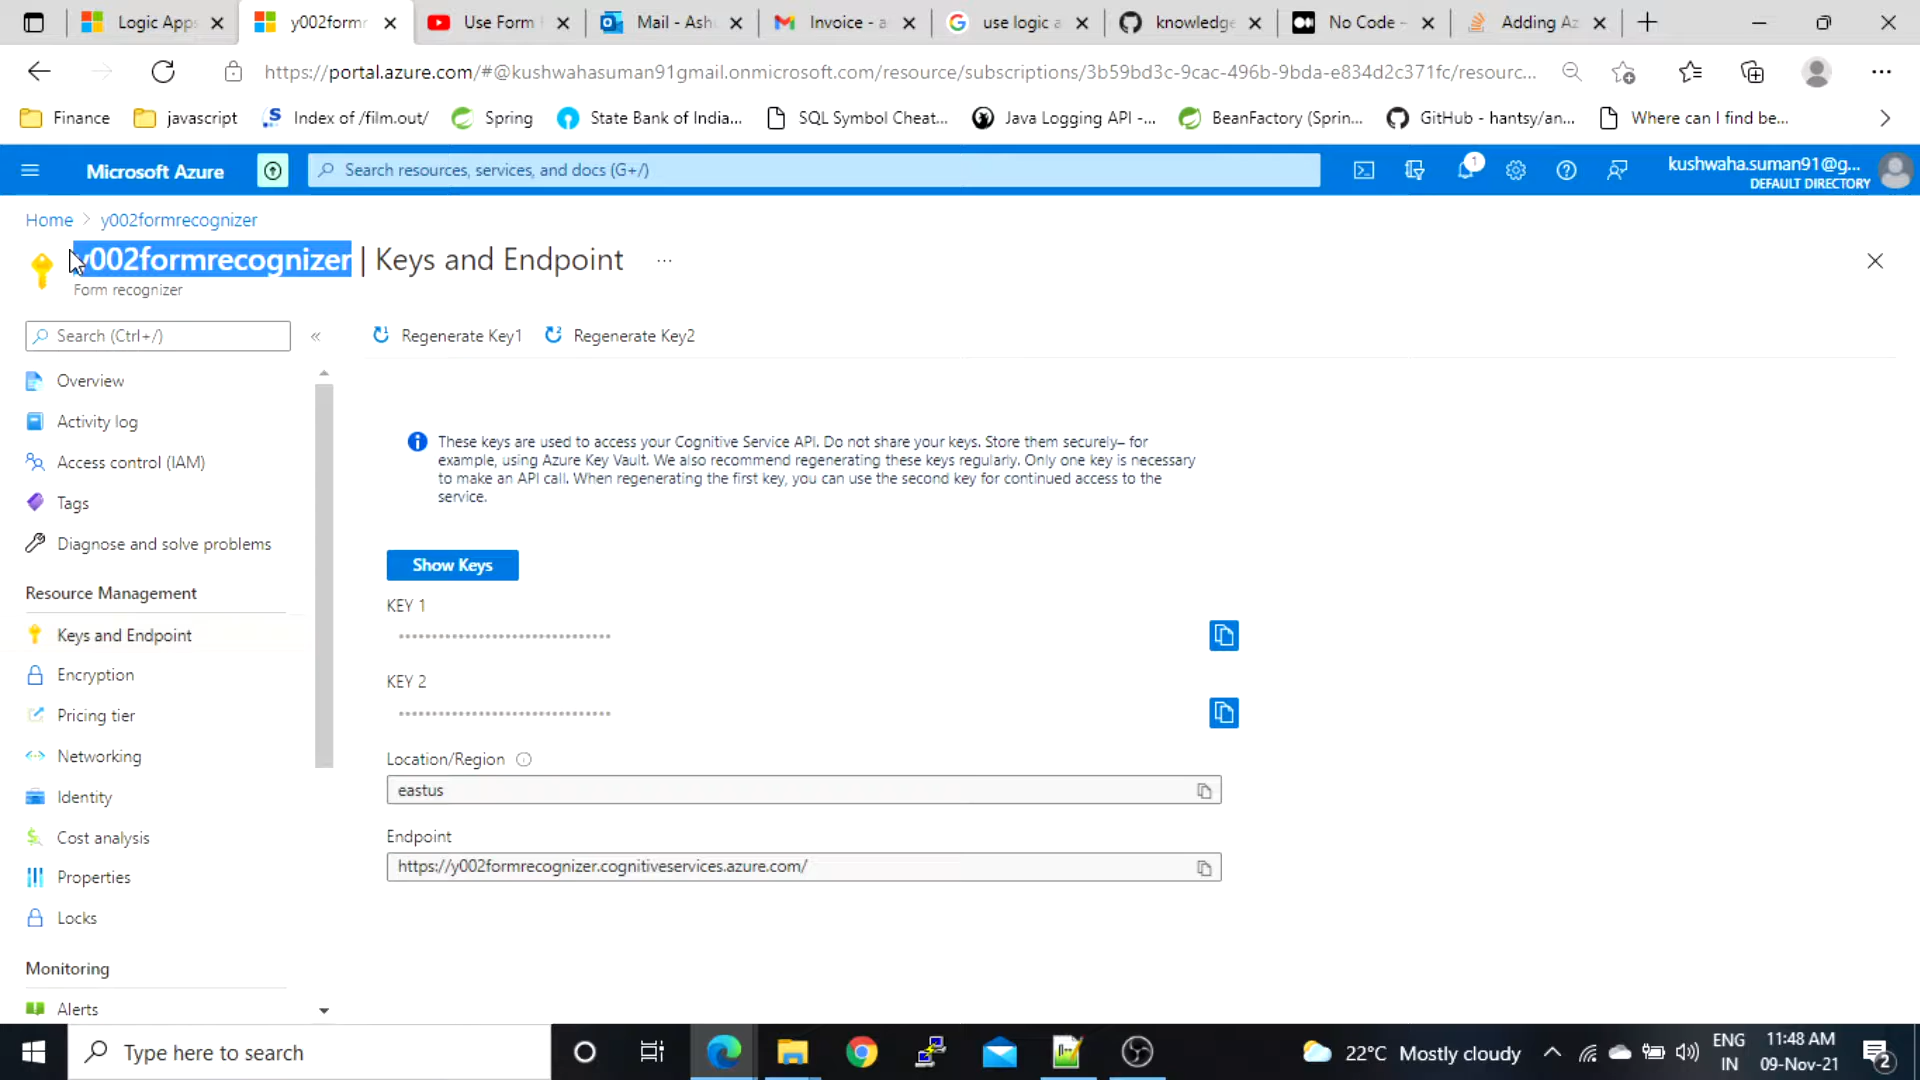 Logic Apps
y002formr
Use Form
Mail - Ash
Invoice - a
use logic a
knowledge
No Code -
Adding Az
https://portal.azure.com/#@kushwahasuman91gmail.onmicrosoft.com/resource/subscriptions/3b59bd3c-9cac-496b-9bda-e834d2c371fc/resourc...
Finance
javascript
Index of /film.out/
Spring
State Bank of India...
SQL Symbol Cheat...
Java Logging API -...
BeanFactory (Sprin...
GitHub - hantsy/an...
Where can I find be...
Microsoft Azure
Search resources, services, and docs (G+/)
1
kushwaha.suman91@g...
DEFAULT DIRECTORY
Home > y002formrecognizer
y002formrecognizer | Keys and Endpoint ...
Form recognizer
Search (Ctrl+/)
«
Regenerate Key1
Regenerate Key2
Overview
Activity log
Access control (IAM)
Tags
Diagnose and solve problems
Resource Management
Keys and Endpoint
Encryption
Pricing tier
Networking
Identity
Cost analysis
Properties
Locks
Monitoring
Alerts
These keys are used to access your Cognitive Service API. Do not share your keys. Store them securely– for
example, using Azure Key Vault. We also recommend regenerating these keys regularly. Only one key is necessary
to make an API call. When regenerating the first key, you can use the second key for continued access to the
service.
Show Keys
KEY 1
••••••••••••••••••••••••••••••••
KEY 2
••••••••••••••••••••••••••••••••
Location/Region
eastus
Endpoint
https://y002formrecognizer.cognitiveservices.azure.com/
Type here to search
22°C Mostly cloudy
ENG
IN
11:48 AM
09-Nov-21
2